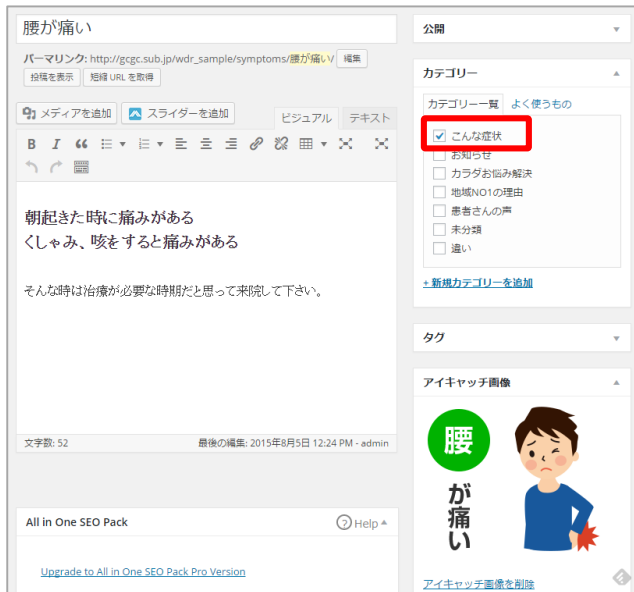 腰が痛い
パーマリンク: http://gcgc.sub.jp/wdr_sample/symptoms/腰が痛い/ 編集
投稿を表示 短縮 URL を取得
メディアを追加 スライダーを追加
ビジュアル テキスト
B I
朝起きた時に痛みがある
くしゃみ、咳をすると痛みがある
そんな時は治療が必要な時期だと思って来院して下さい。
文字数: 52 最後の編集: 2015年8月5日 12:24 PM - admin
All in One SEO Pack
? Help
Upgrade to All in One SEO Pack Pro Version
公開
カテゴリー
カテゴリー一覧 よく使うもの
こんな症状
お知らせ
カラダお悩み解決
地域NO1の理由
患者さんの声
未分類
違い
+ 新規カテゴリーを追加
タグ
アイキャッチ画像
腰
が
痛
い
アイキャッチ画像を削除